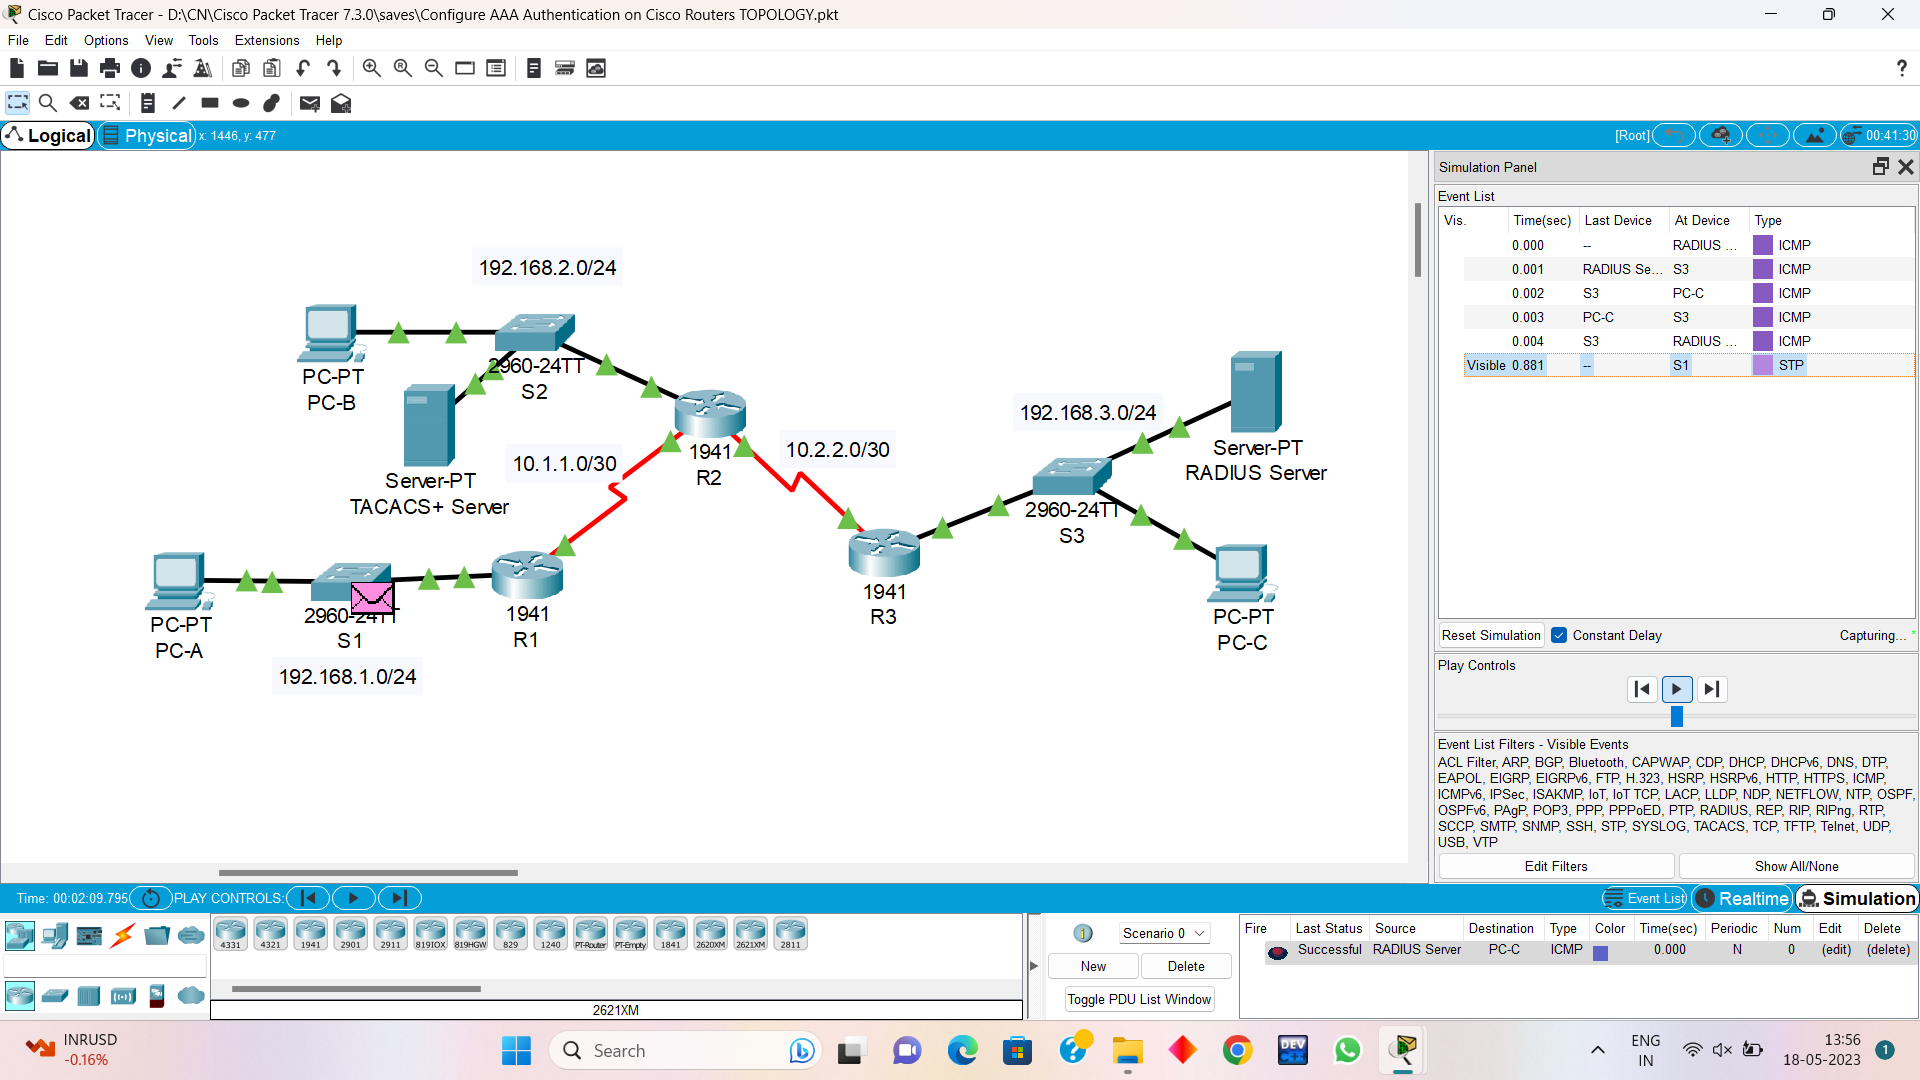 Cisco Packet Tracer - D:\CN\Cisco Packet Tracer 7.3.0\saves\Configure AAA Authentication on Cisco Routers TOPOLOGY.pkt
File Edit Options View Tools Extensions Help
?
Logical Physical x: 1446, y: 477 [Root] 00:41:30
192.168.2.0/24
PC-PT
PC-B
2960-24TT
S2
Server-PT
TACACS+ Server
10.1.1.0/30
1941
R2
10.2.2.0/30
192.168.3.0/24
Server-PT
RADIUS Server
2960-24TT
S3
1941
R3
PC-PT
PC-C
PC-PT
PC-A
2960-24TT
S1
192.168.1.0/24
1941
R1
Simulation Panel
Event List
Vis. Time(sec) Last Device At Device Type
0.000 -- RADIUS ... ICMP
0.001 RADIUS Se... S3 ICMP
0.002 S3 PC-C ICMP
0.003 PC-C S3 ICMP
0.004 S3 RADIUS ... ICMP
Visible 0.881 -- S1 STP
Reset Simulation Constant Delay Capturing... *
Play Controls
Event List Filters - Visible Events
ACL Filter, ARP, BGP, Bluetooth, CAPWAP, CDP, DHCP, DHCPv6, DNS, DTP,
EAPOL, EIGRP, EIGRPv6, FTP, H.323, HSRP, HSRPv6, HTTP, HTTPS, ICMP,
ICMPv6, IPSec, ISAKMP, IoT, IoT TCP, LACP, LLDP, NDP, NETFLOW, NTP, OSPF,
OSPFv6, PAgP, POP3, PPP, PPPoED, PTP, RADIUS, REP, RIP, RIPng, RTP,
SCCP, SMTP, SNMP, SSH, STP, SYSLOG, TACACS, TCP, TFTP, Telnet, UDP,
USB, VTP
Edit Filters Show All/None
Time: 00:02:09.795 PLAY CONTROLS: Event List Realtime Simulation
4331 4321 1941 2901 2911 819IOX 819HGW 829 1240 PT-Router PT-Empty 1841 2620XM 2621XM 2811
2621XM
Scenario 0
New Delete
Toggle PDU List Window
Fire Last Status Source Destination Type Color Time(sec) Periodic Num Edit Delete
Successful RADIUS Server PC-C ICMP 0.000 N 0 (edit) (delete)
INRUSD
-0.16%
Search
DEV
C++
ENG
IN
13:56
18-05-2023
1